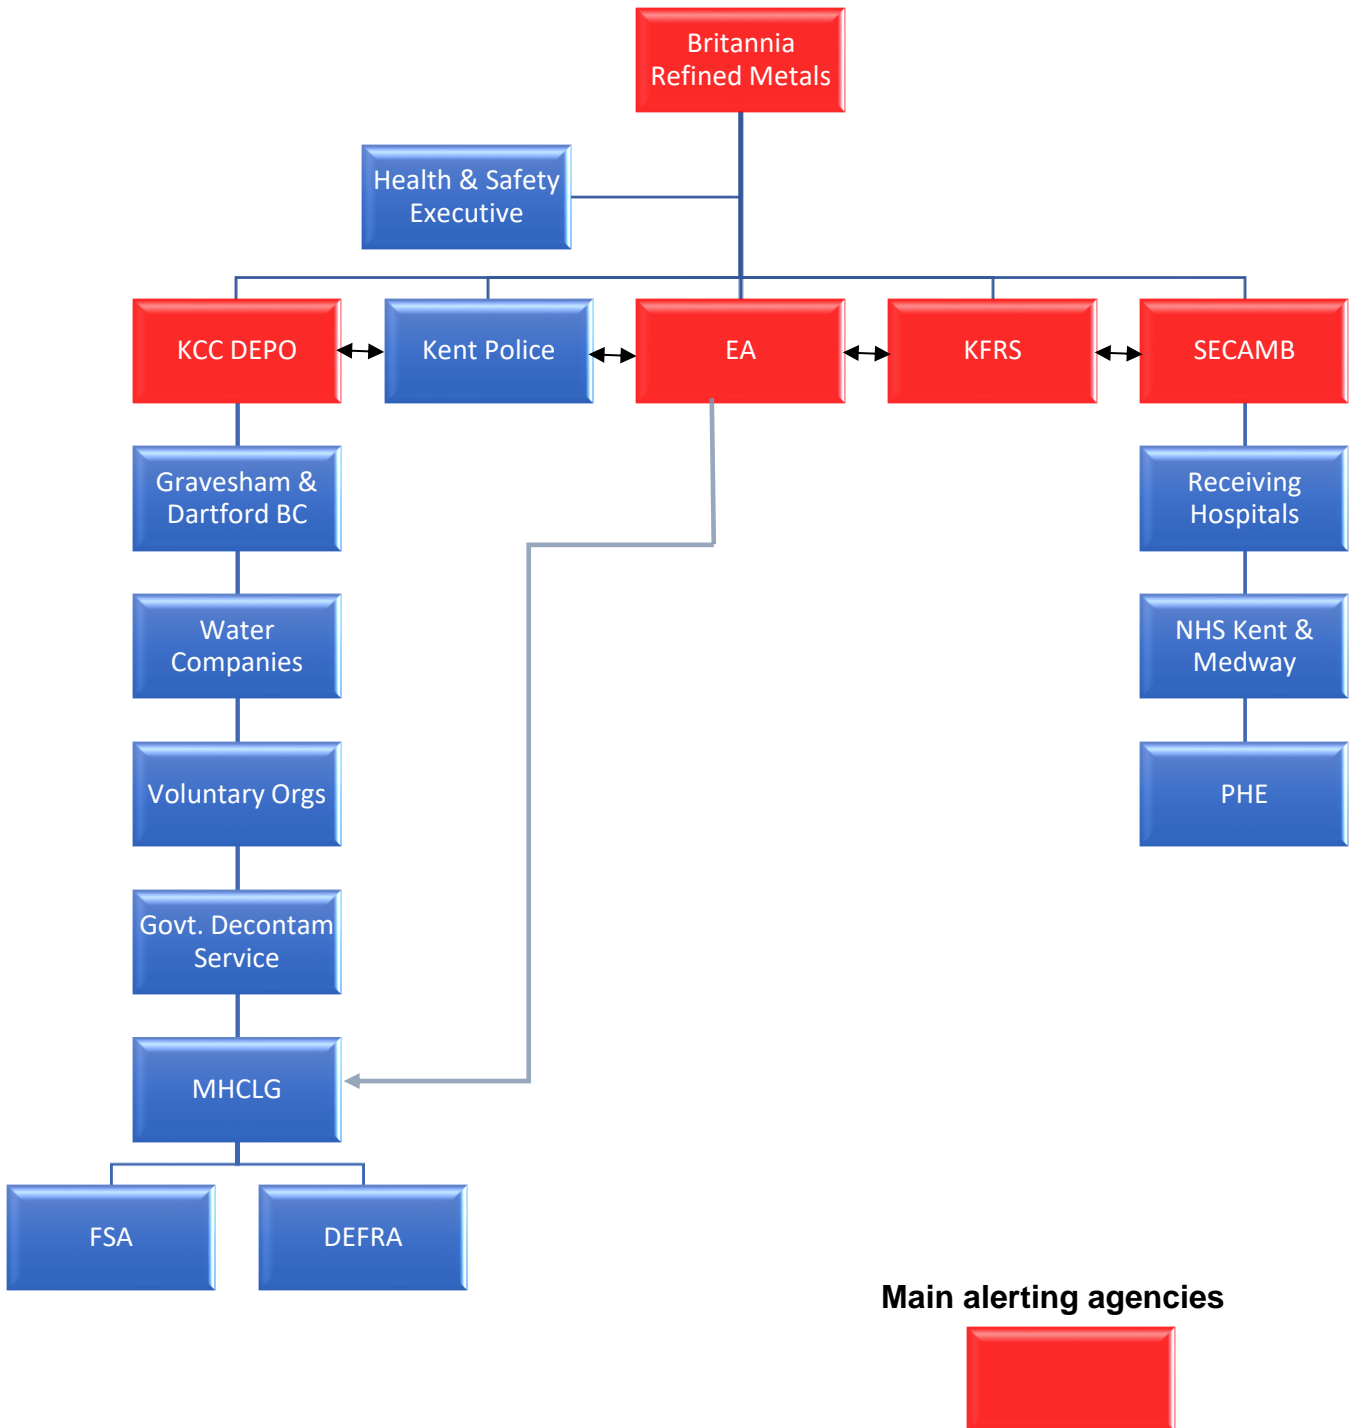 Britannia
Refined Metals
Health & Safety
Executive
KCC DEPO
Kent Police
EA
KFRS
SECAMB
Gravesham &
Dartford BC
Receiving
Hospitals
Water
Companies
NHS Kent &
Medway
Voluntary Orgs
PHE
Govt. Decontam
Service
MHCLG
FSA
DEFRA
Main alerting agencies